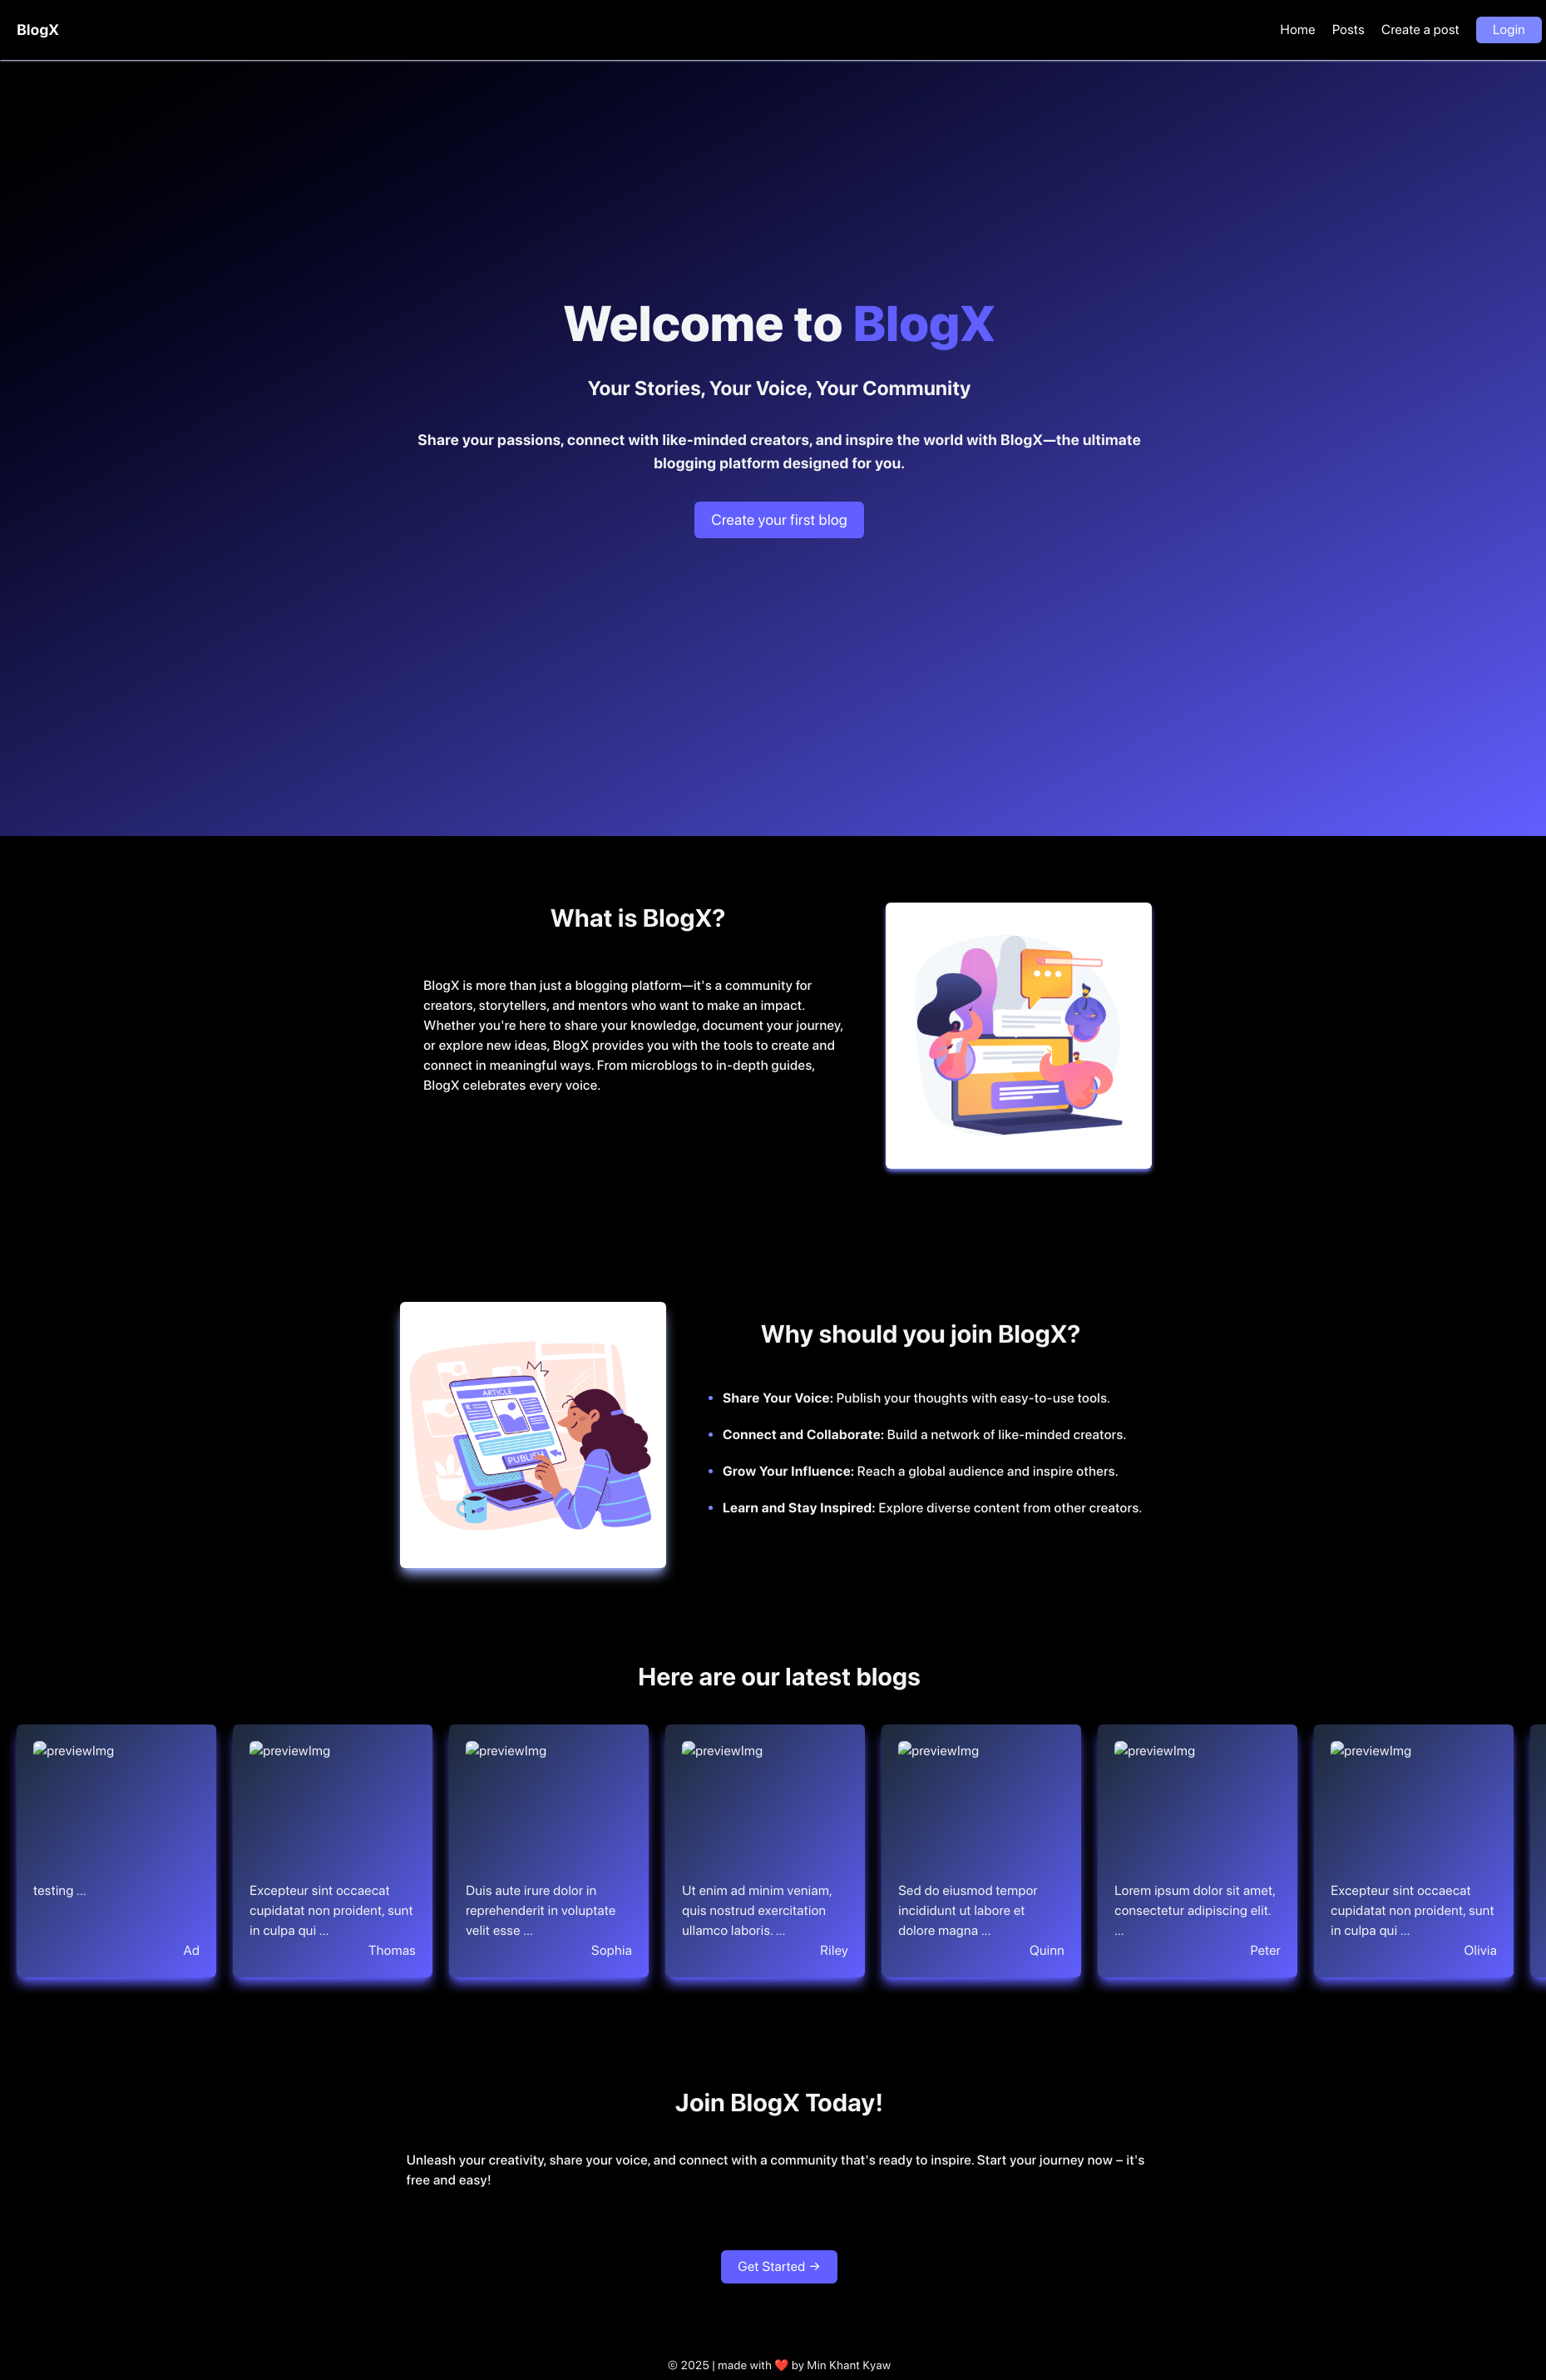 BlogX
Home Posts Create a post Login
Welcome to BlogX
Your Stories, Your Voice, Your Community
Share your passions, connect with like-minded creators, and inspire the world with BlogX—the ultimate
blogging platform designed for you.
Create your first blog
What is BlogX?
BlogX is more than just a blogging platform—it's a community for
creators, storytellers, and mentors who want to make an impact.
Whether you're here to share your knowledge, document your journey,
or explore new ideas, BlogX provides you with the tools to create and
connect in meaningful ways. From microblogs to in-depth guides,
BlogX celebrates every voice.
ARTICLE
PUBLISH
Why should you join BlogX?
• Share Your Voice: Publish your thoughts with easy-to-use tools.
• Connect and Collaborate: Build a network of like-minded creators.
• Grow Your Influence: Reach a global audience and inspire others.
• Learn and Stay Inspired: Explore diverse content from other creators.
Here are our latest blogs
previewImg
testing ...
Ad
previewImg
Excepteur sint occaecat
cupidatat non proident, sunt
in culpa qui ...
Thomas
previewImg
Duis aute irure dolor in
reprehenderit in voluptate
velit esse ...
Sophia
previewImg
Ut enim ad minim veniam,
quis nostrud exercitation
ullamco laboris. ...
Riley
previewImg
Sed do eiusmod tempor
incididunt ut labore et
dolore magna ...
Quinn
previewImg
Lorem ipsum dolor sit amet,
consectetur adipiscing elit.
...
Peter
previewImg
Excepteur sint occaecat
cupidatat non proident, sunt
in culpa qui ...
Olivia
Join BlogX Today!
Unleash your creativity, share your voice, and connect with a community that's ready to inspire. Start your journey now – it's
free and easy!
Get Started →
© 2025 | made with ❤️ by Min Khant Kyaw